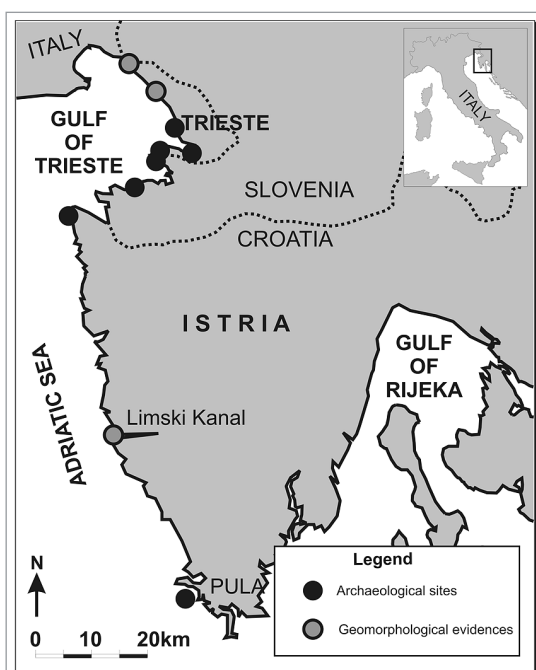 ITALY
GULF
OF
TRIESTE
TRIESTE
ITALY
SLOVENIA
CROATIA
ISTRIA
GULF
OF
RIJEKA
ADRIATIC SEA
Limski Kanal
PULA
N
0 10 20km
Legend
Archaeological sites
Geomorphological evidences